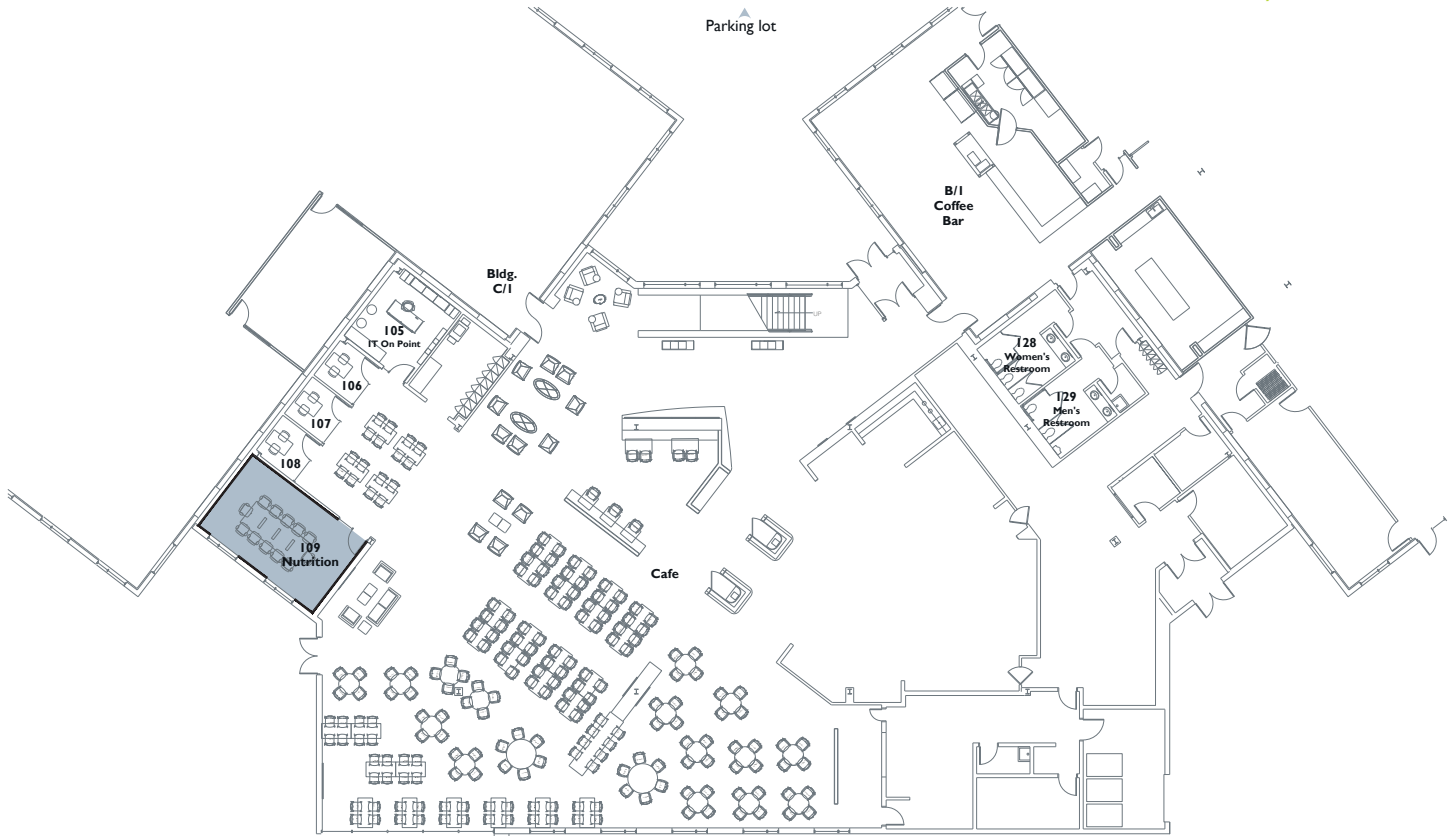 Parking lot
B/1
Coffee
Bar
Bldg.
C/1
UP
105
IT On Point
128
Women's
Restroom
106
129
Men's
Restroom
107
108
109
Nutrition
Cafe